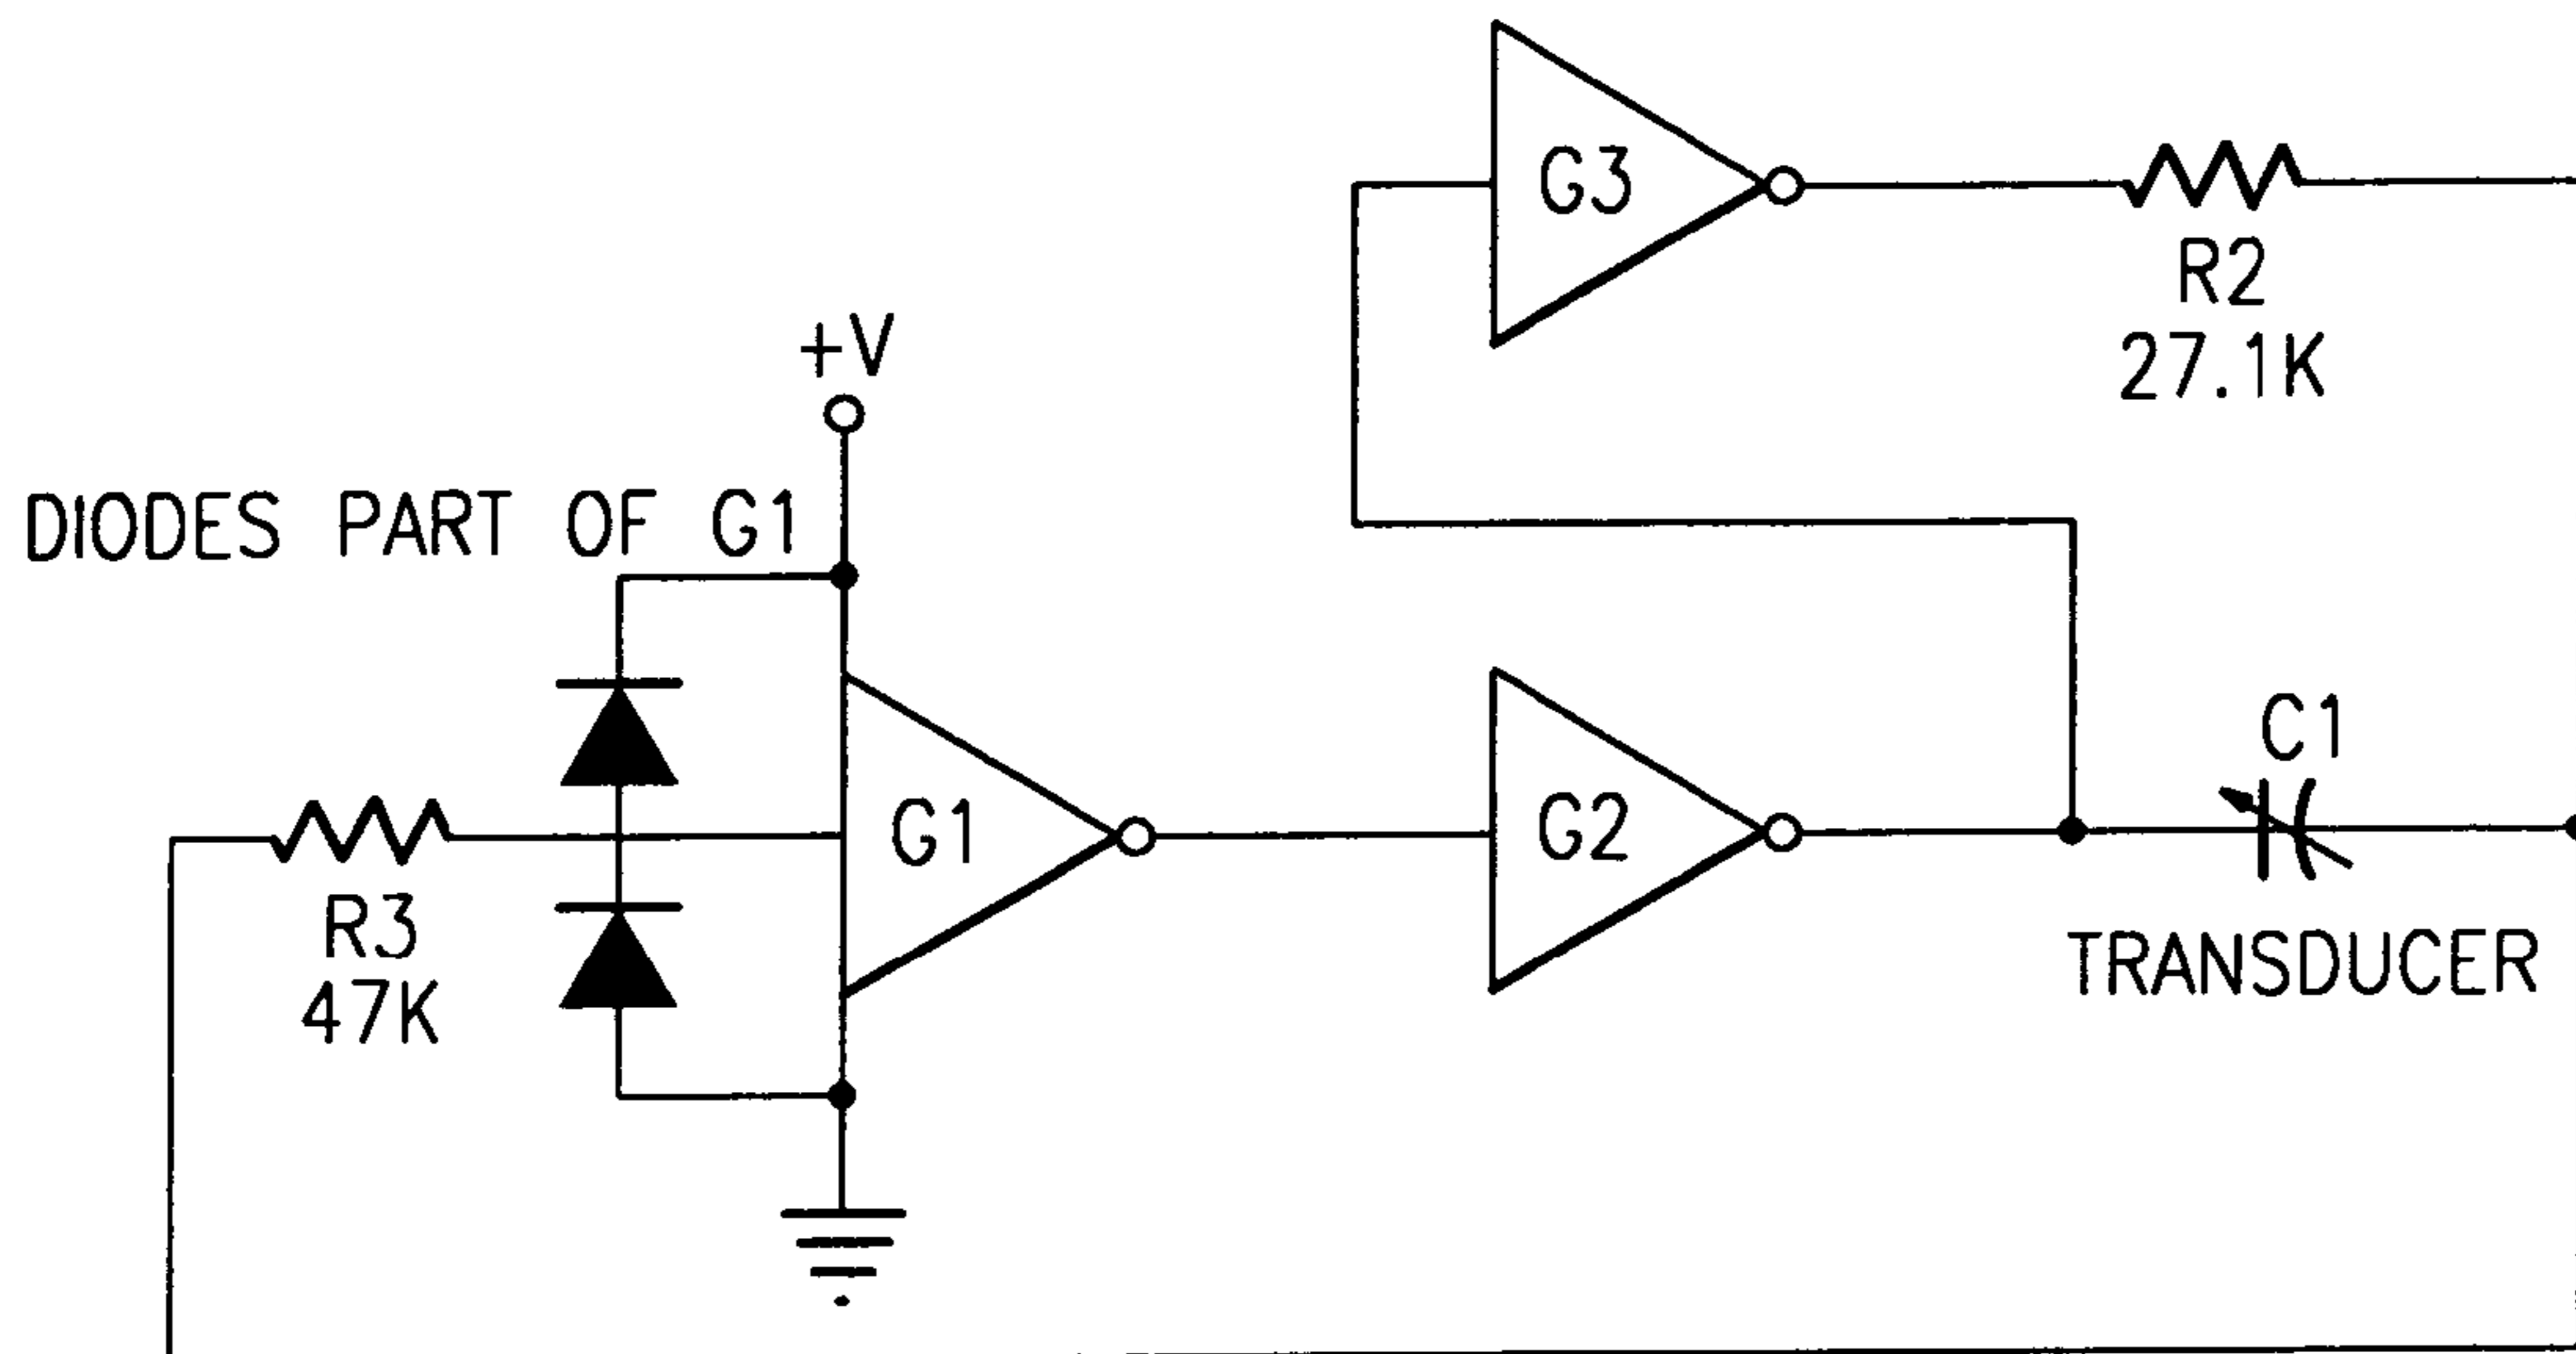 G3
R2
27.1K
+V
DIODES PART OF G1
C1
G1
G2
R3
47K
TRANSDUCER